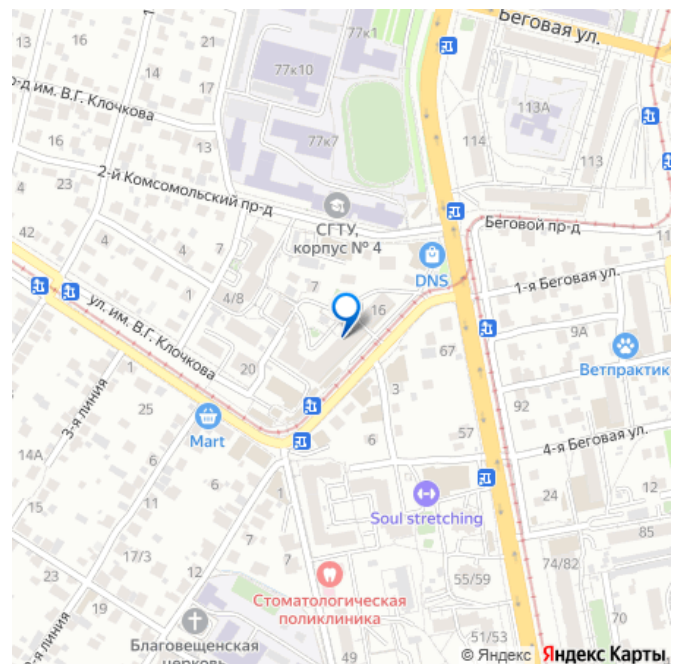 Беговая ул.
77к1
21
14
17
77к10
113А
16
д им. В.Г. Клочкова
13
77к7
114
113
16
2-й Комсомольский пр-д
23
4
4
СГТУ,
корпус № 4
Беговой пр-д
11
42
4
DNS
1-я Беговая ул.
1
4/8
7
16
9А
ул. им. В.Г. Клочкова
20
67
Ветпрактик
3-я линия
3
92
25
Mart
57
4-я Беговая ул.
14А
6
6
1
24
12
15
11
Soul stretching
6
7
85
17/3
7
74/82
23
Стоматологическая
поликлиника
55/59
19
70
Благовещенская
церковь
я линия
49
51/53
© Яндекс Яндекс Карты